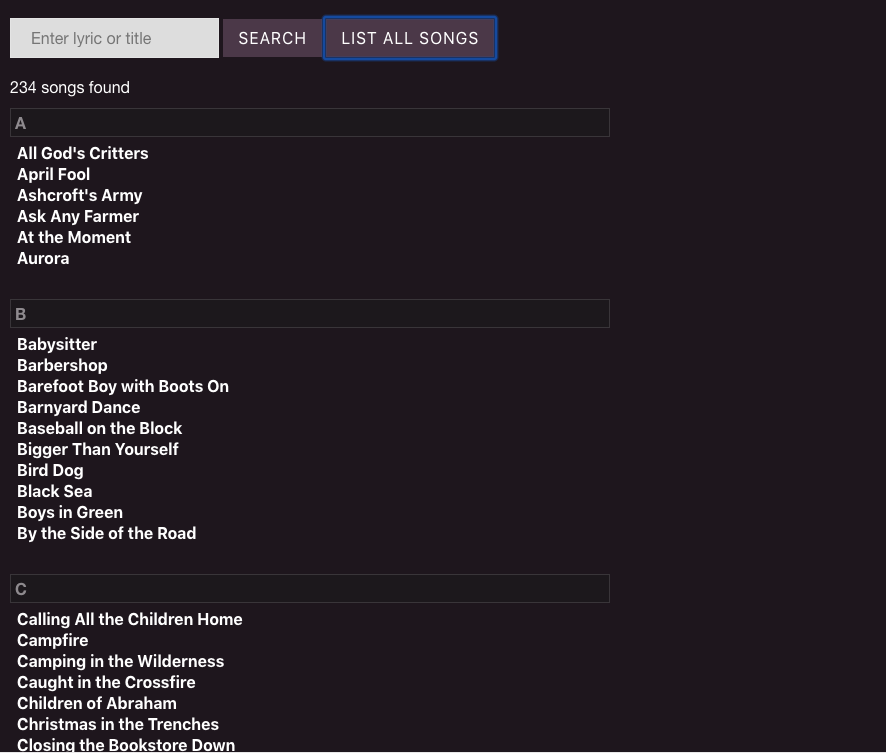 Enter lyric or title
SEARCH
LIST ALL SONGS
234 songs found
A
All God's Critters
April Fool
Ashcroft's Army
Ask Any Farmer
At the Moment
Aurora
B
Babysitter
Barbershop
Barefoot Boy with Boots On
Barnyard Dance
Baseball on the Block
Bigger Than Yourself
Bird Dog
Black Sea
Boys in Green
By the Side of the Road
C
Calling All the Children Home
Campfire
Camping in the Wilderness
Caught in the Crossfire
Children of Abraham
Christmas in the Trenches
Closing the Bookstore Down